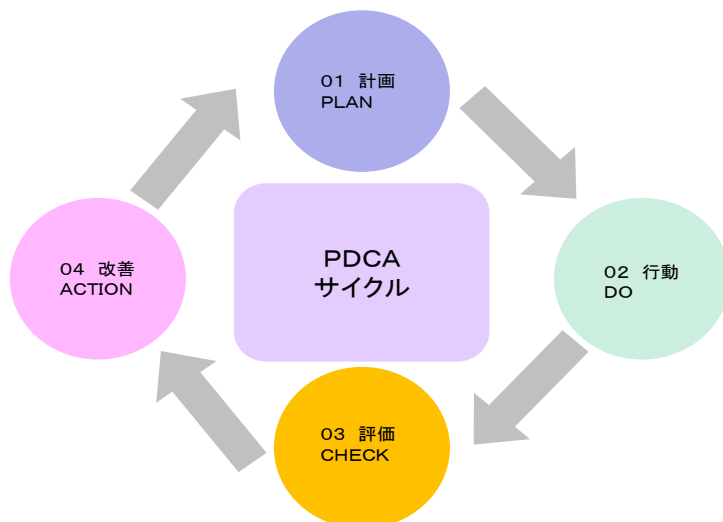 01 計画
PLAN
02 行動
DO
03 評価
CHECK
04 改善
ACTION
PDCA
サイクル